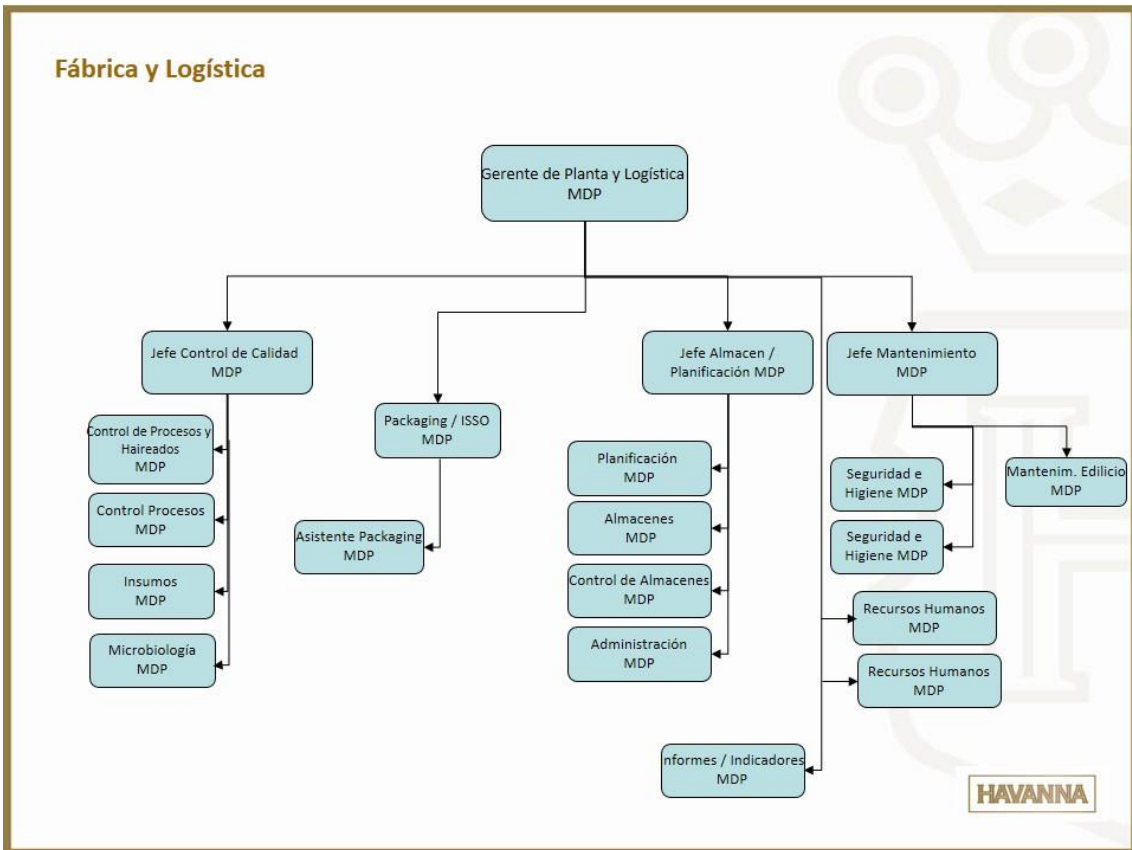 Fábrica y Logística
Gerente de Planta y Logística
MDP
Jefe Control de Calidad
MDP
Jefe Almacen /
Planificación MDP
Jefe Mantenimiento
MDP
Packaging / ISSO
MDP
Control de Procesos y
Haireados
MDP
Control Procesos
MDP
Insumos
MDP
Microbiología
MDP
Asistente Packaging
MDP
Planificación
MDP
Almacenes
MDP
Control de Almacenes
MDP
Administración
MDP
Seguridad e
Higiene MDP
Seguridad e
Higiene MDP
Mantenim. Edilicio
MDP
Recursos Humanos
MDP
Recursos Humanos
MDP
nformes / Indicadores
MDP
HAVANNA